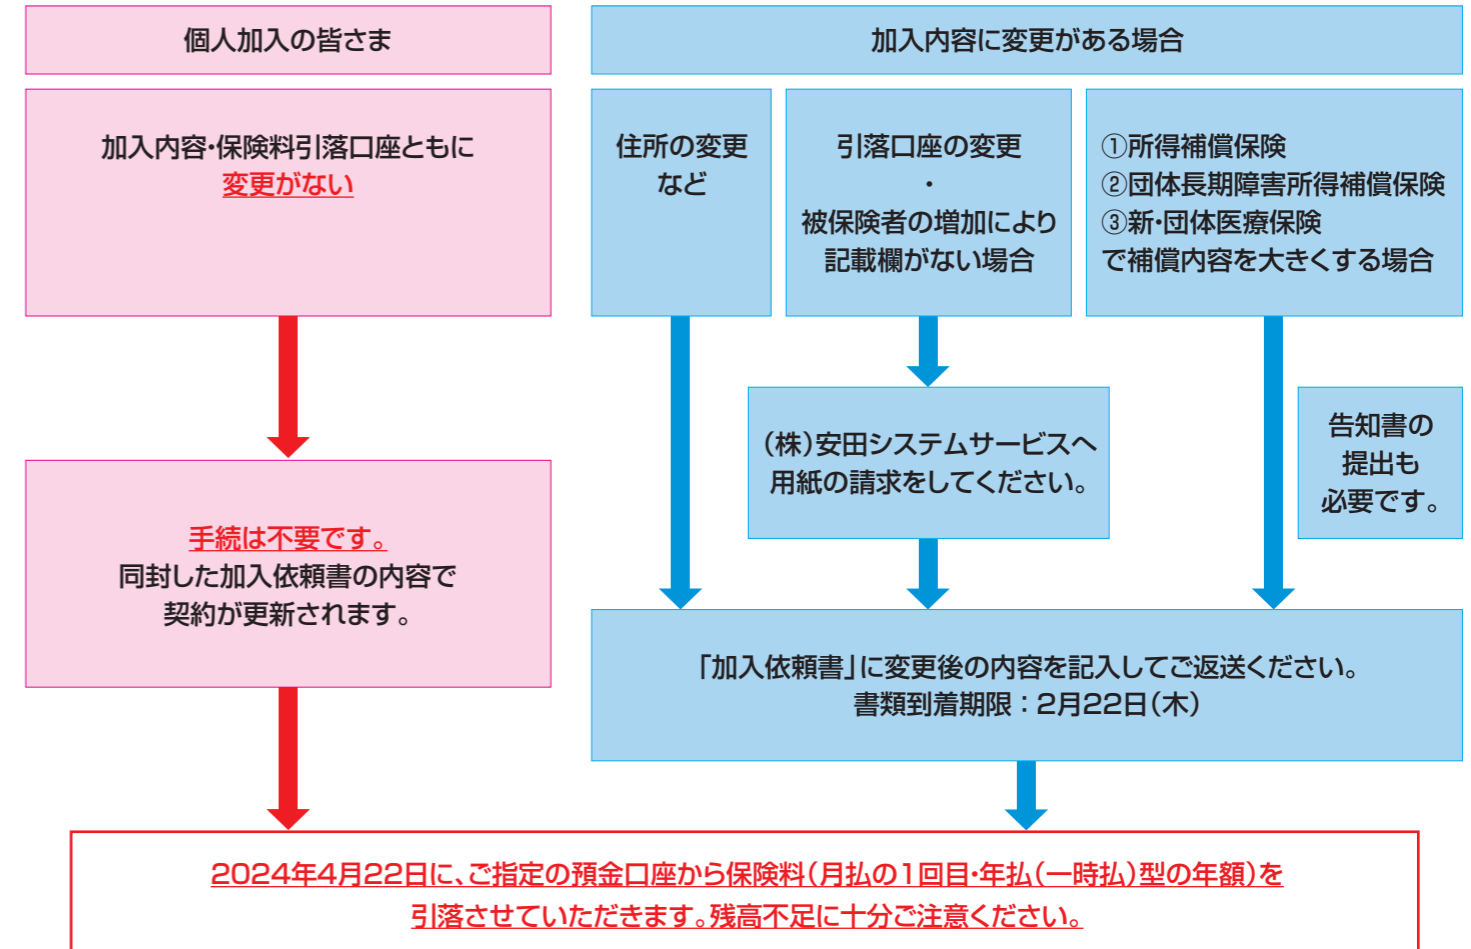 個人加入の皆さま
加入内容・保険料引落口座ともに
変更がない
手続は不要です。
同封した加入依頼書の内容で
契約が更新されます。
加入内容に変更がある場合
住所の変更
など
引落口座の変更
・
被保険者の増加により
記載欄がない場合
①所得補償保険
②団体長期障害所得補償保険
③新・団体医療保険
で補償内容を大きくする場合
（株）安田システムサービスへ
用紙の請求をしてください。
告知書の
提出も
必要です。
「加入依頼書」に変更後の内容を記入してご返送ください。
書類到着期限：2月22日（木）
2024年4月22日に、ご指定の預金口座から保険料（月払の1回目・年払（一時払）型の年額）を
引落させていただきます。残高不足に十分ご注意ください。